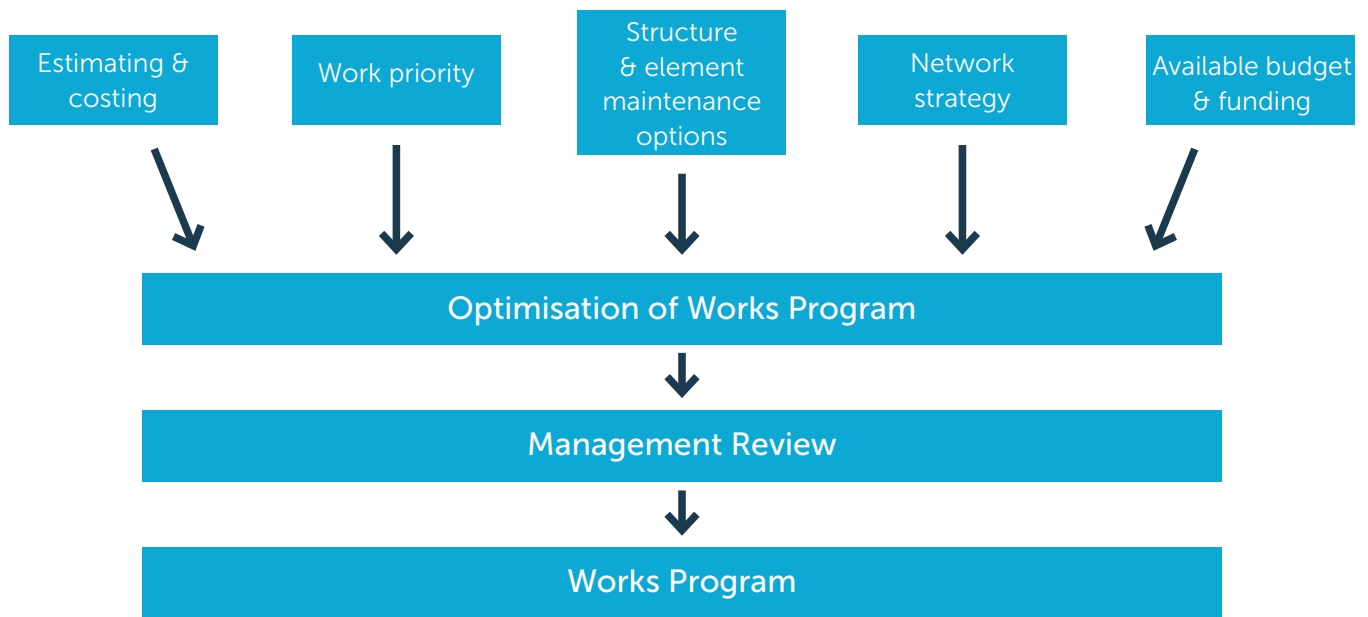 Estimating &
costing
Work priority
Structure
& element
maintenance
options
Network
strategy
Available budget
& funding
Optimisation of Works Program
Management Review
Works Program